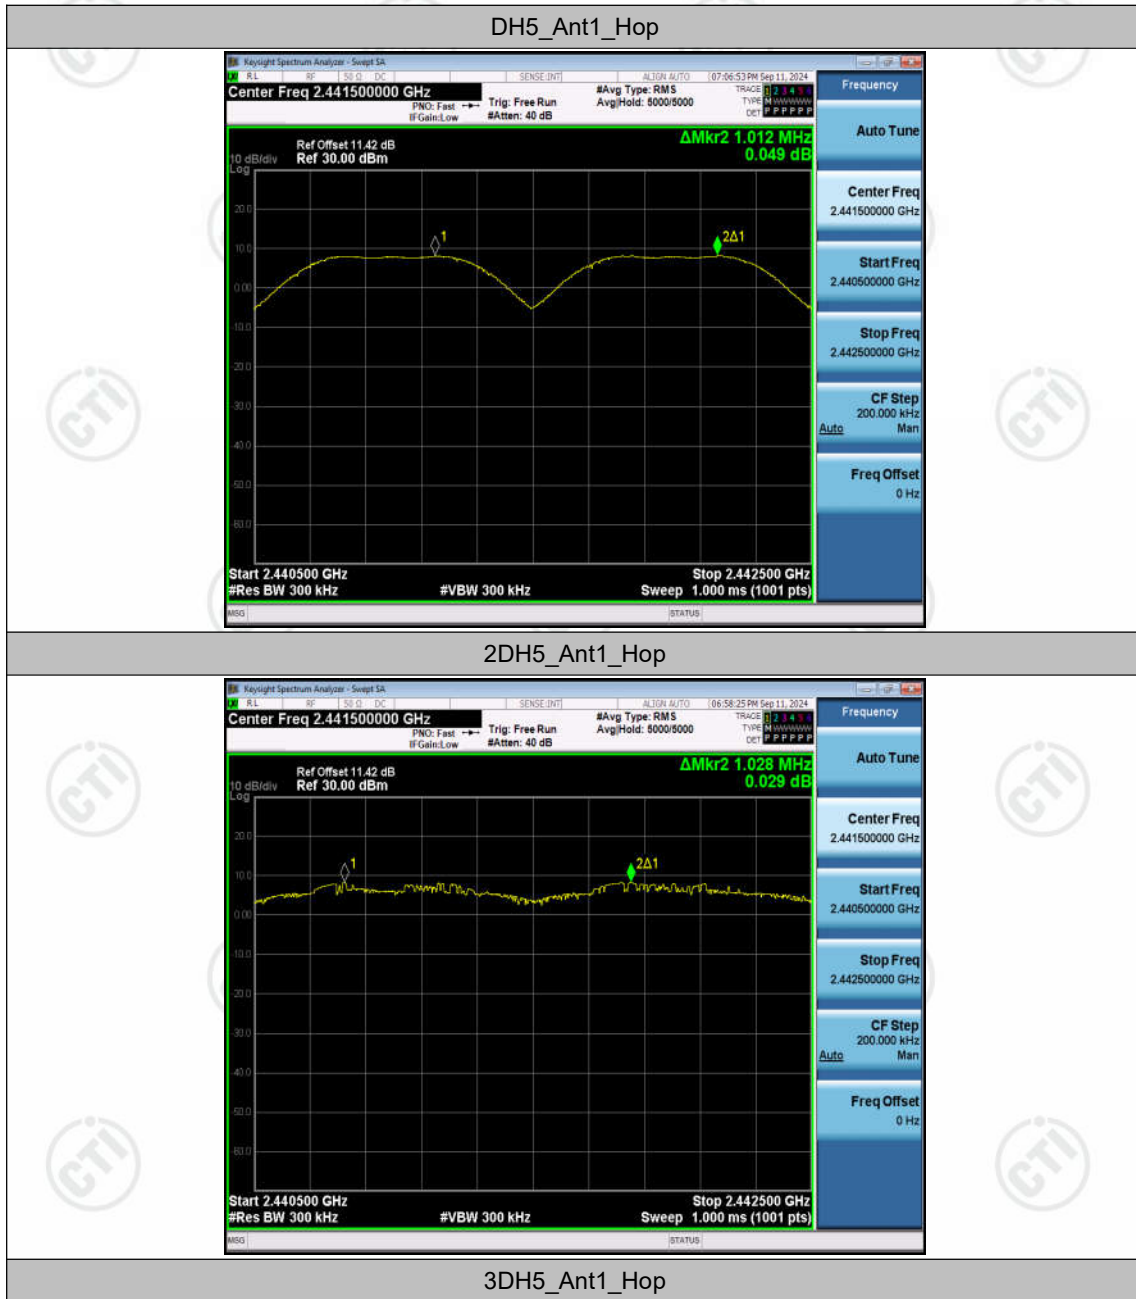 DH5_Ant1_Hop
Keysight Spectrum Analyzer - Swept SA
RL RF 50 Ω DC SENSE:INT ALIGN AUTO 07:06:53 PM Sep 11, 2024
Center Freq 2.441500000 GHz
PNO: Fast
IFGain:Low
Trig: Free Run
#Atten: 40 dB
#Avg Type: RMS
Avg|Hold: 5000/5000
TRACE 1 2 3 4 5 6
TYPE M WWWWW
DET P P P P P P
Frequency
Auto Tune
Center Freq
2.441500000 GHz
Start Freq
2.440500000 GHz
Stop Freq
2.442500000 GHz
CF Step
200.000 kHz
Auto Man
Freq Offset
0 Hz
ΔMkr2 1.012 MHz
0.049 dB
Ref Offset 11.42 dB
10 dB/div Ref 30.00 dBm
Log
20.0
10.0
0.00
-10.0
-20.0
-30.0
-40.0
-50.0
-60.0
1
2Δ1
Start 2.440500 GHz Stop 2.442500 GHz
#Res BW 300 kHz #VBW 300 kHz Sweep 1.000 ms (1001 pts)
MSG STATUS
2DH5_Ant1_Hop
Keysight Spectrum Analyzer - Swept SA
RL RF 50 Ω DC SENSE:INT ALIGN AUTO 06:58:25 PM Sep 11, 2024
Center Freq 2.441500000 GHz
PNO: Fast
IFGain:Low
Trig: Free Run
#Atten: 40 dB
#Avg Type: RMS
Avg|Hold: 5000/5000
TRACE 1 2 3 4 5 6
TYPE M WWWWW
DET P P P P P P
Frequency
Auto Tune
Center Freq
2.441500000 GHz
Start Freq
2.440500000 GHz
Stop Freq
2.442500000 GHz
CF Step
200.000 kHz
Auto Man
Freq Offset
0 Hz
ΔMkr2 1.028 MHz
0.029 dB
Ref Offset 11.42 dB
10 dB/div Ref 30.00 dBm
Log
20.0
10.0
0.00
-10.0
-20.0
-30.0
-40.0
-50.0
-60.0
1
2Δ1
Start 2.440500 GHz Stop 2.442500 GHz
#Res BW 300 kHz #VBW 300 kHz Sweep 1.000 ms (1001 pts)
MSG STATUS
3DH5_Ant1_Hop
CTI
CTI
CTI
CTI
CTI
CTI